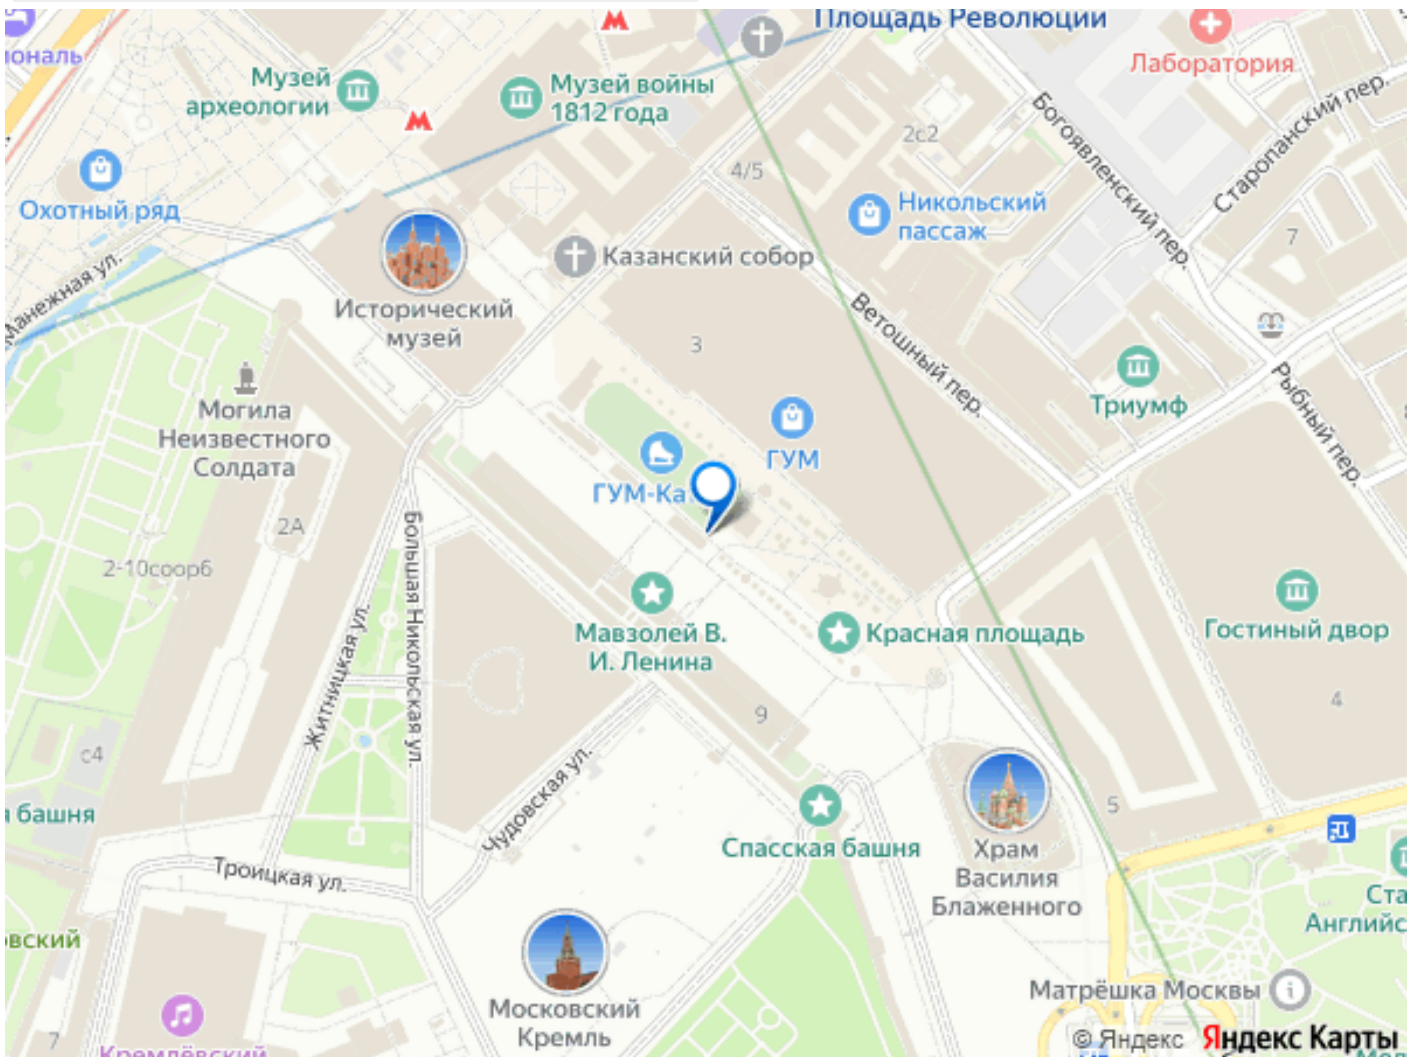 Площадь Революции
Лаборатория
Музей
археологии
Музей войны
1812 года
Богоявленский пер.
Старопанский пер.
2с2
4/5
Охотный ряд
Никольский
пассаж
7
Манежная ул.
Казанский собор
Исторический
музей
3
Ветошный пер.
Рыбный пер.
Триумф
Могила
Неизвестного
Солдата
ГУМ
2А
2-10соор6
Большая Никольская ул.
Житницкая ул.
Мавзолей В.
И. Ленина
Красная площадь
Гостиный двор
4
9
с4
Чудовская ул.
башня
5
Спасская башня
Храм
Василия
Блаженного
Троицкая ул.
1
Московский
Кремль
Матрёшка Москвы
7
© Яндекс
Яндекс Карты